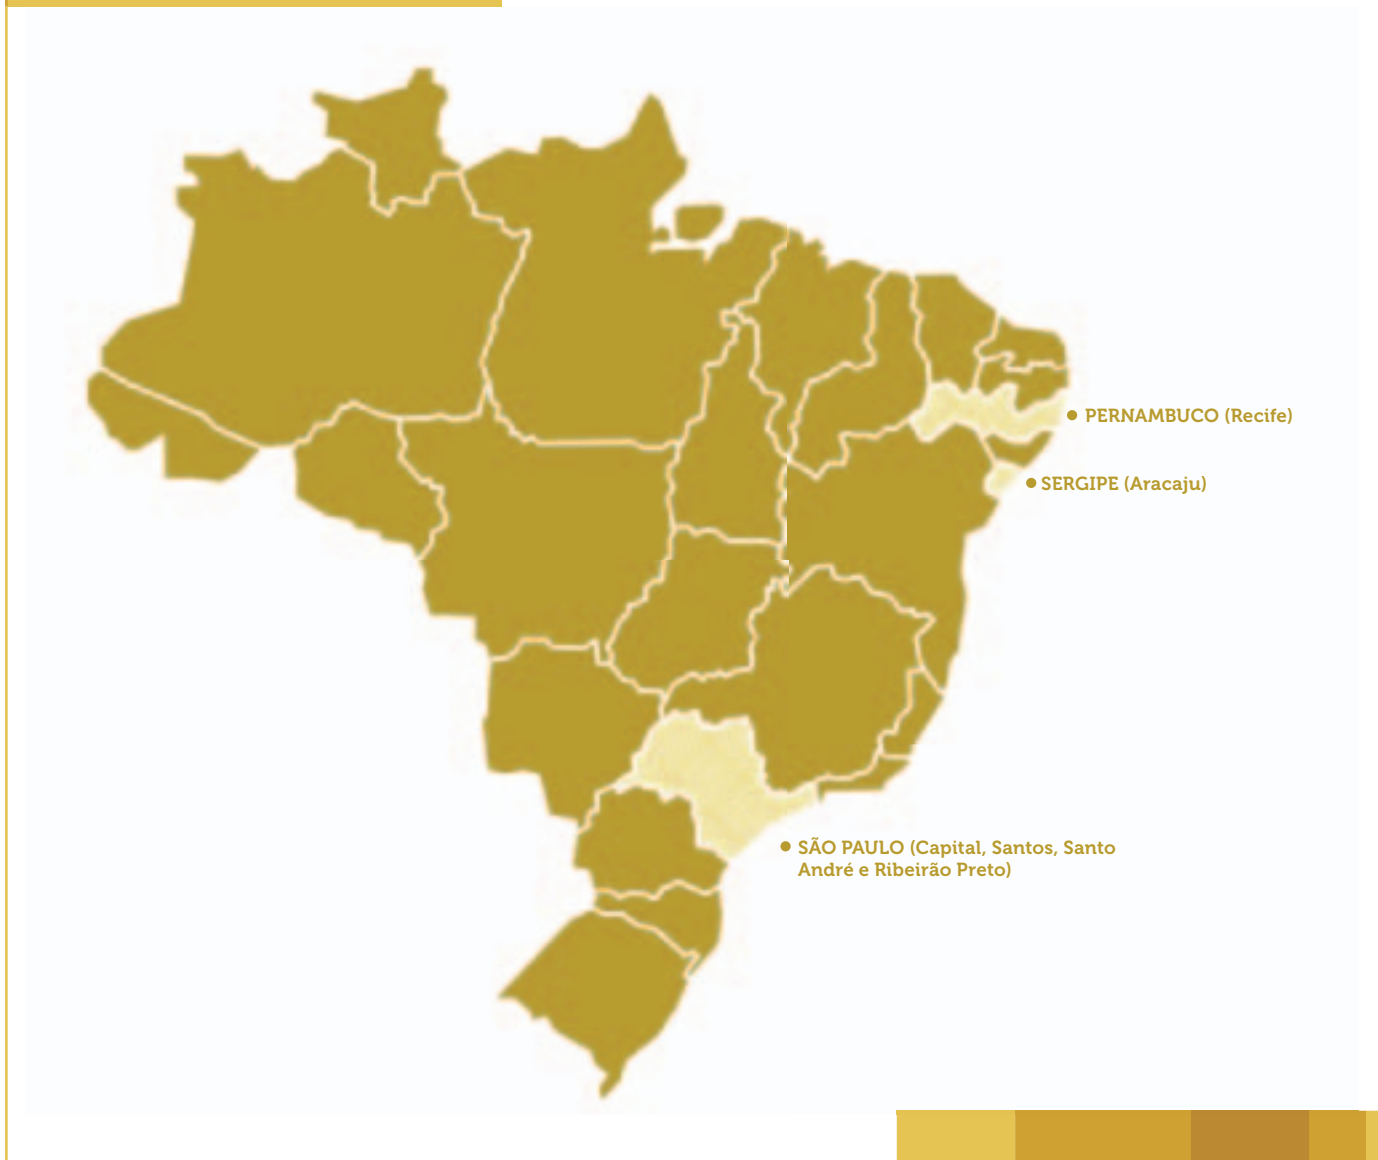 PERNAMBUCO (Recife)
SERGIPE (Aracaju)
SÃO PAULO (Capital, Santos, Santo
André e Ribeirão Preto)